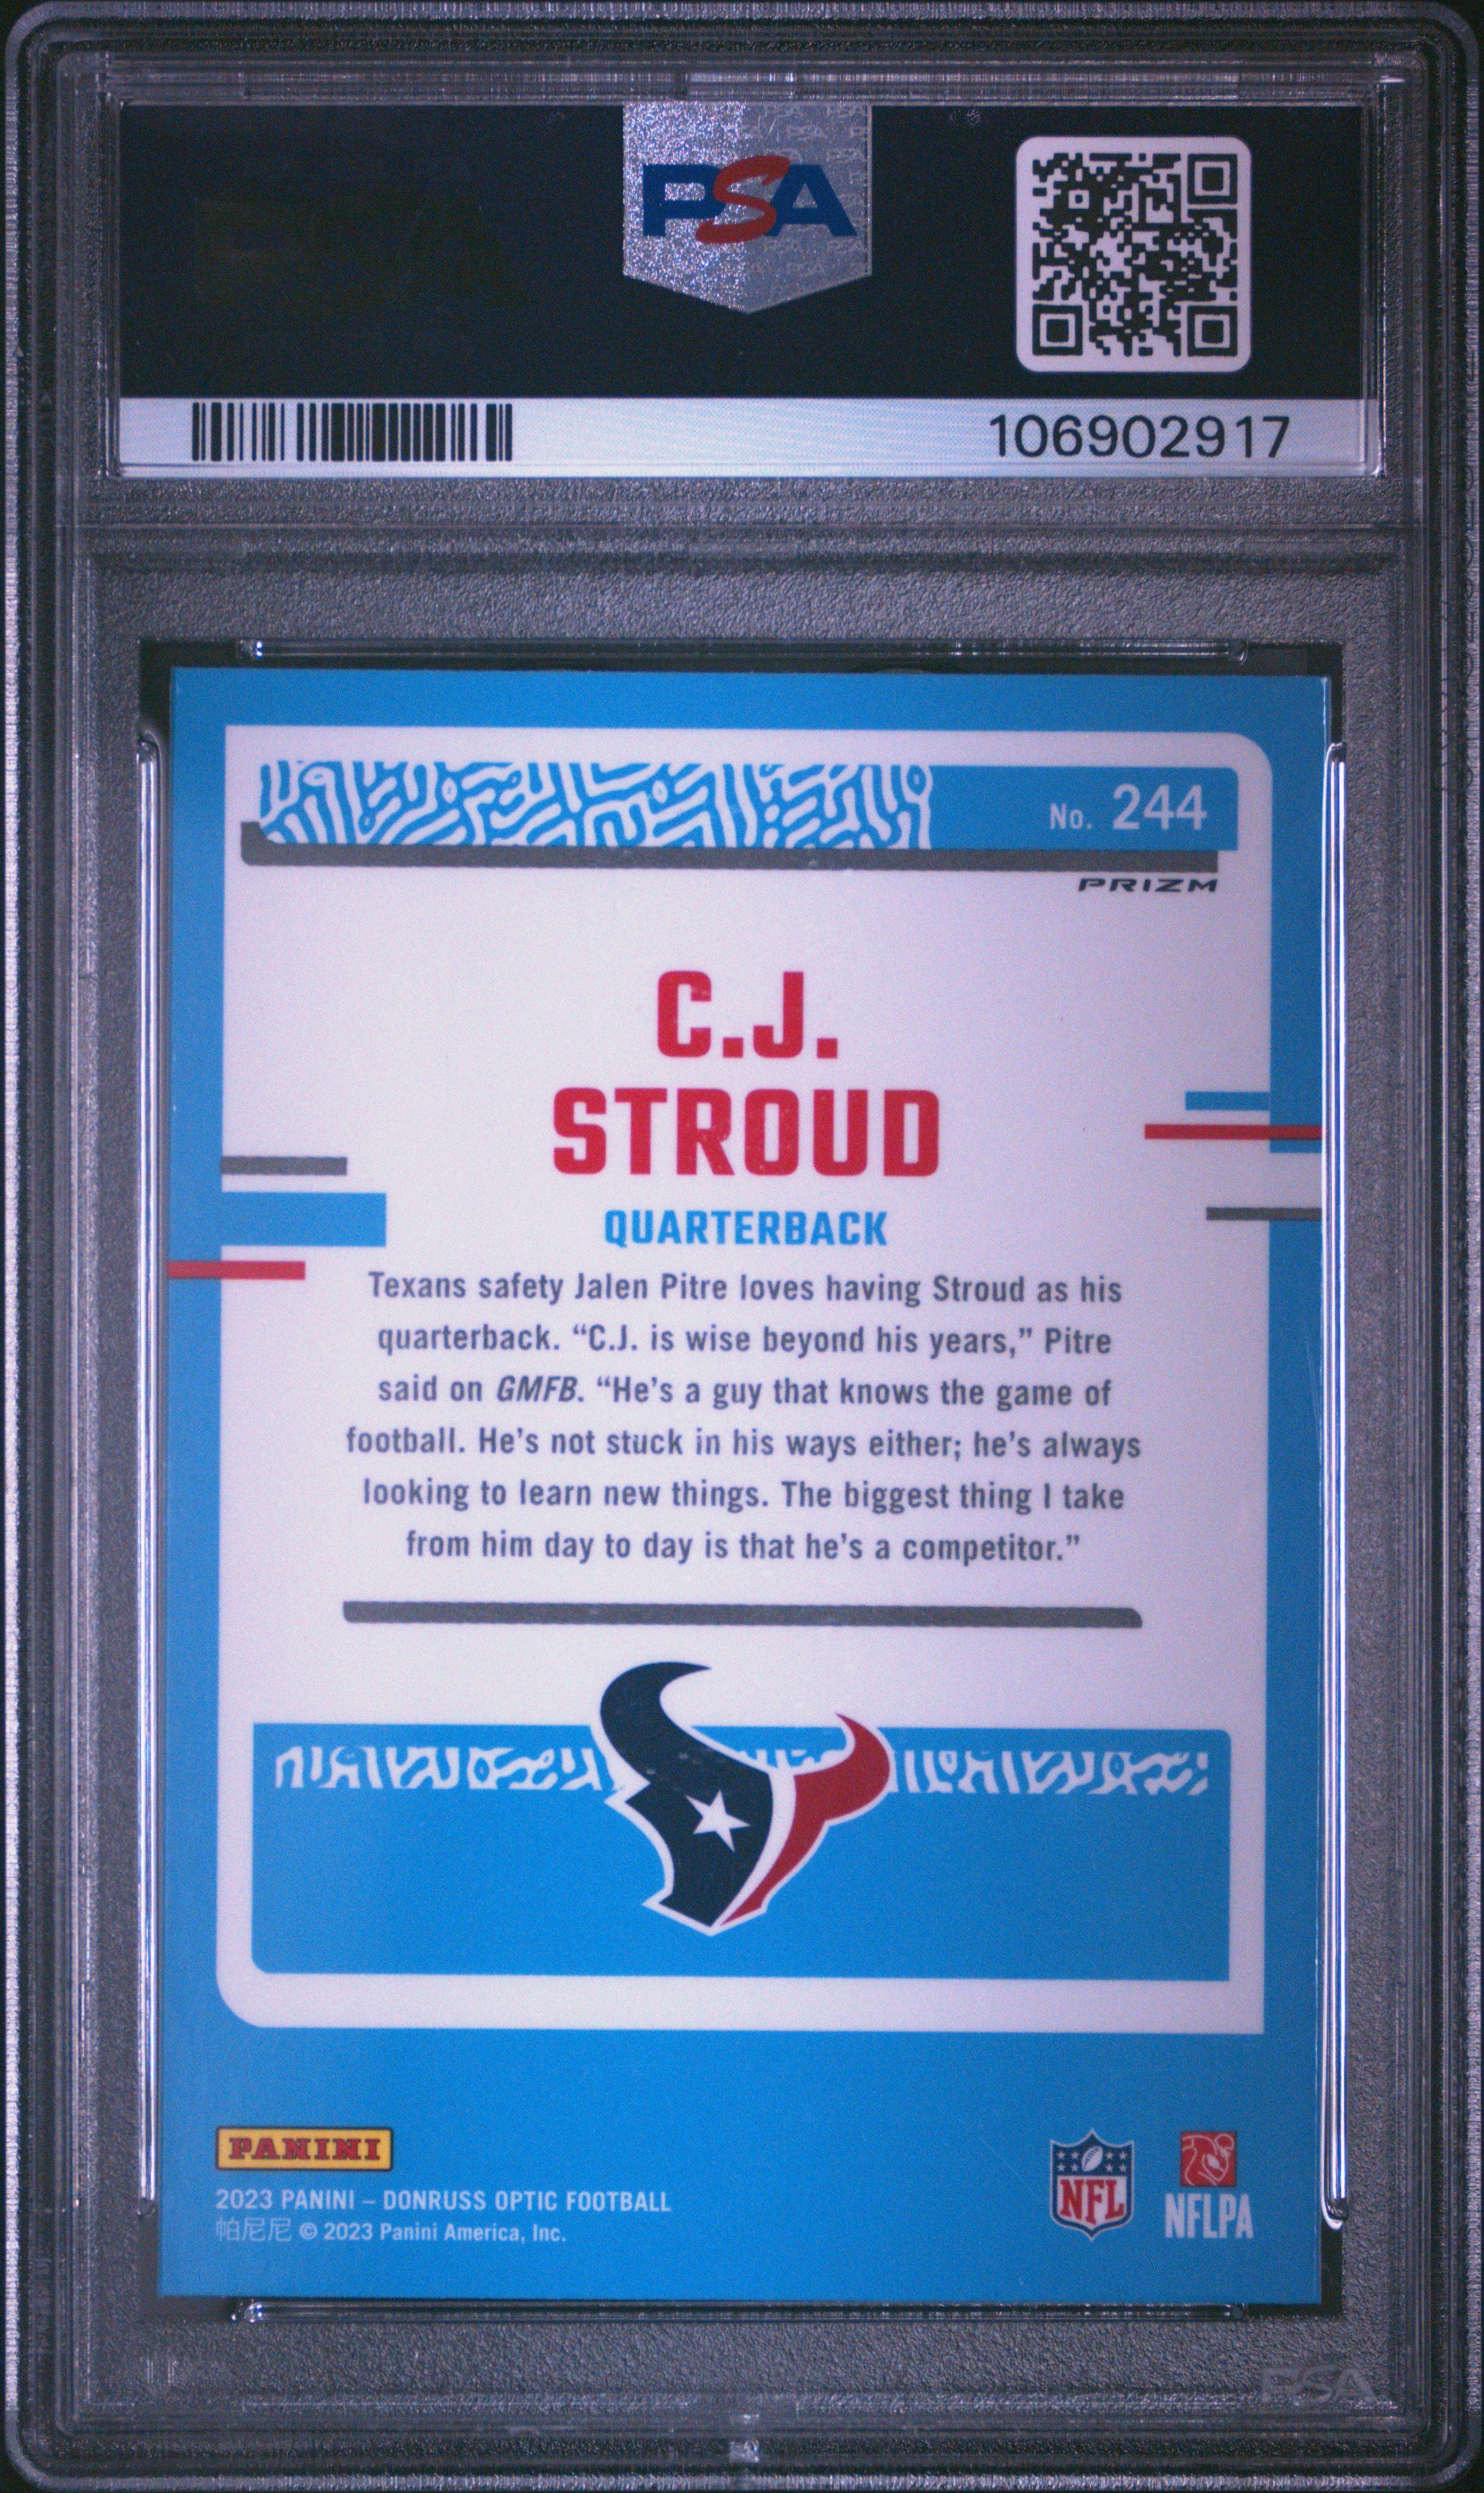 PSA
106902917
No. 244
PRIZM
C.J.
STROUD
QUARTERBACK
Texans safety Jalen Pitre loves having Stroud as his
quarterback. “C.J. is wise beyond his years,” Pitre
said on GMFB. “He’s a guy that knows the game of
football. He’s not stuck in his ways either; he’s always
looking to learn new things. The biggest thing I take
from him day to day is that he’s a competitor.”
PANINI
NFL
NFLPA
2023 PANINI – DONRUSS OPTIC FOOTBALL
帕尼尼 © 2023 Panini America, Inc.
PSA